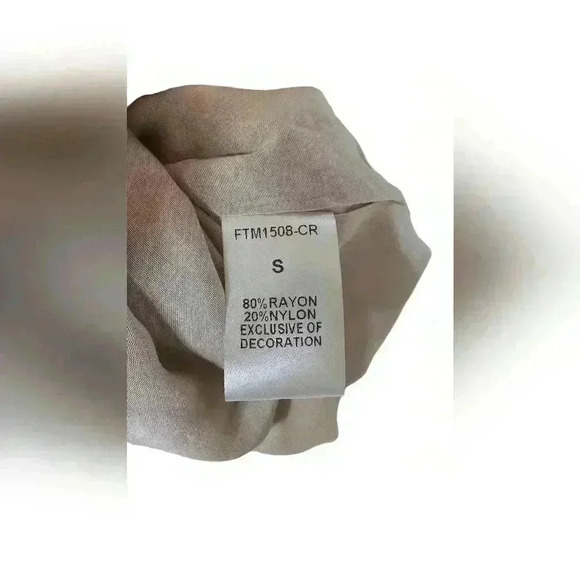 FTM1508-CR
S
80%RAYON
20%NYLON
EXCLUSIVE OF
DECORATION